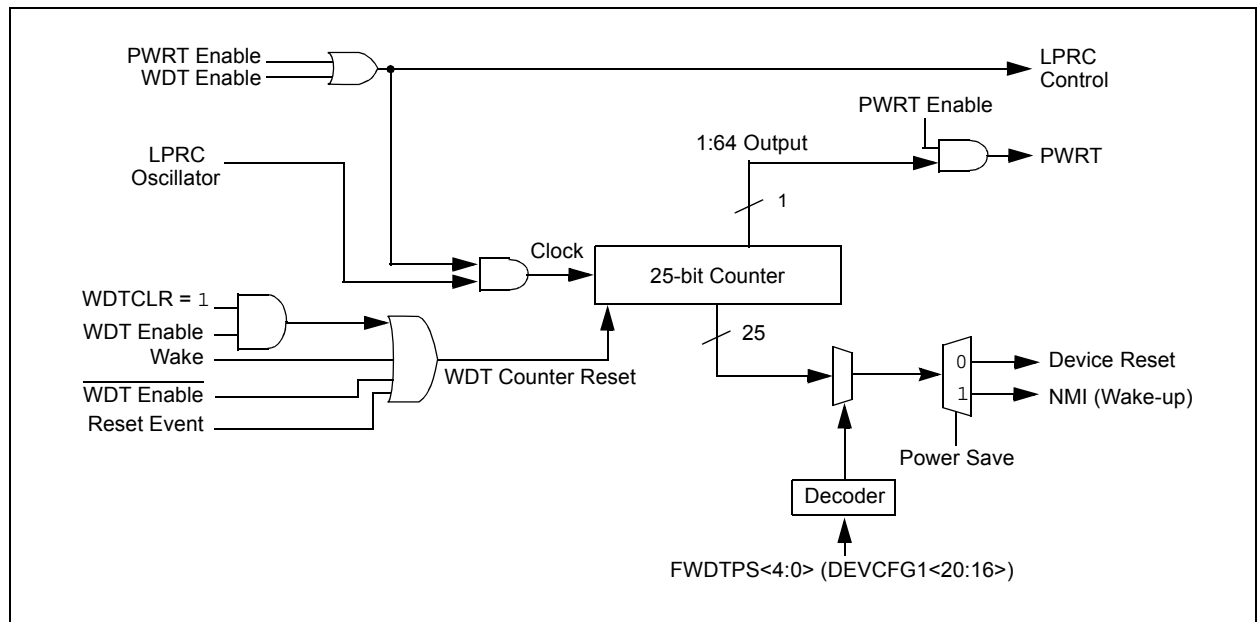 PWRT Enable
WDT Enable
LPRC
Control
PWRT Enable
1:64 Output
PWRT
LPRC
Oscillator
1
Clock
25-bit Counter
WDTCLR = 1
WDT Enable
Wake
WDT Enable
Reset Event
WDT Counter Reset
25
0
1
Device Reset
NMI (Wake-up)
Power Save
Decoder
FWDTPS<4:0> (DEVCFG1<20:16>)